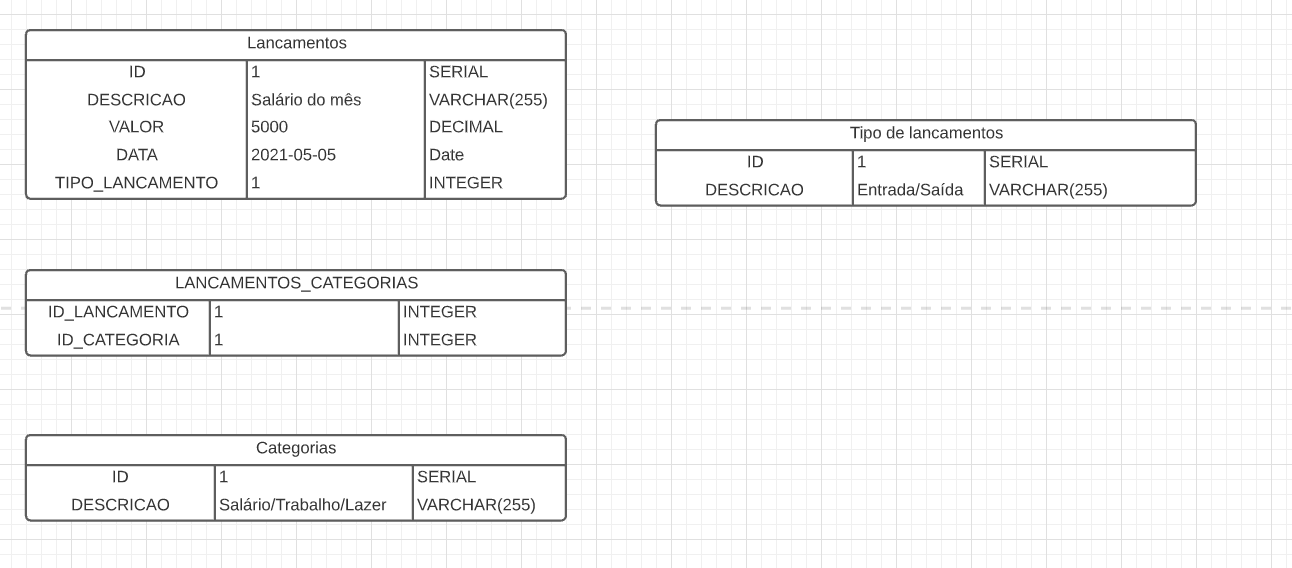 Lancamentos
ID 1 SERIAL
DESCRICAO Salário do mês VARCHAR(255)
VALOR 5000 DECIMAL
DATA 2021-05-05 Date
TIPO_LANCAMENTO 1 INTEGER
Tipo de lancamentos
ID 1 SERIAL
DESCRICAO Entrada/Saída VARCHAR(255)
LANCAMENTOS_CATEGORIAS
ID_LANCAMENTO 1 INTEGER
ID_CATEGORIA 1 INTEGER
Categorias
ID 1 SERIAL
DESCRICAO Salário/Trabalho/Lazer VARCHAR(255)